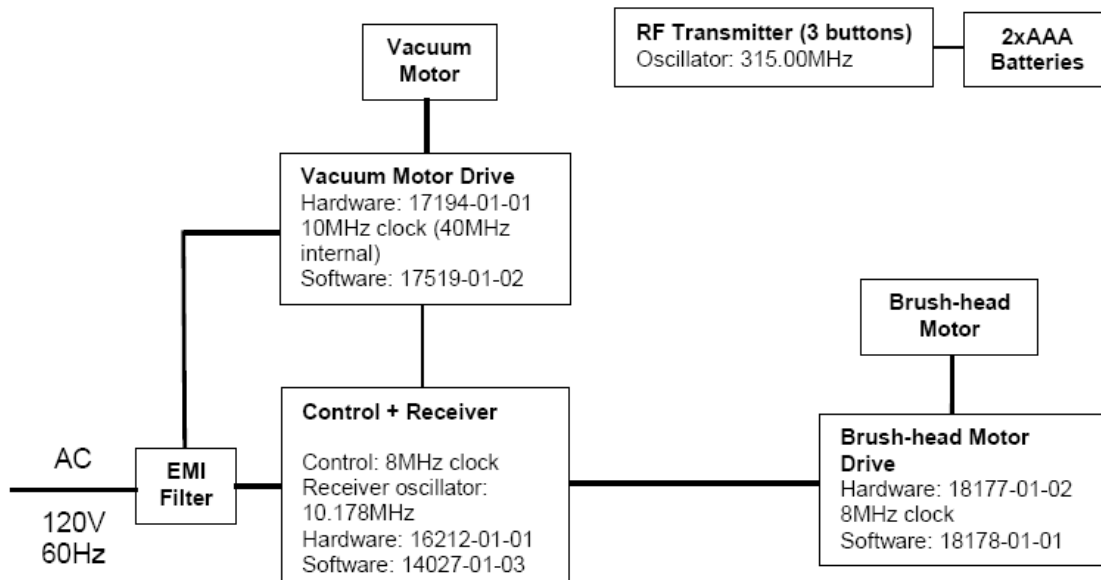 Vacuum
Motor
RF Transmitter (3 buttons)
Oscillator: 315.00MHz
2xAAA
Batteries
Vacuum Motor Drive
Hardware: 17194-01-01
10MHz clock (40MHz
internal)
Software: 17519-01-02
Brush-head
Motor
Control + Receiver
Control: 8MHz clock
Receiver oscillator:
10.178MHz
Hardware: 16212-01-01
Software: 14027-01-03
AC
120V
60Hz
EMI
Filter
Brush-head Motor
Drive
Hardware: 18177-01-02
8MHz clock
Software: 18178-01-01